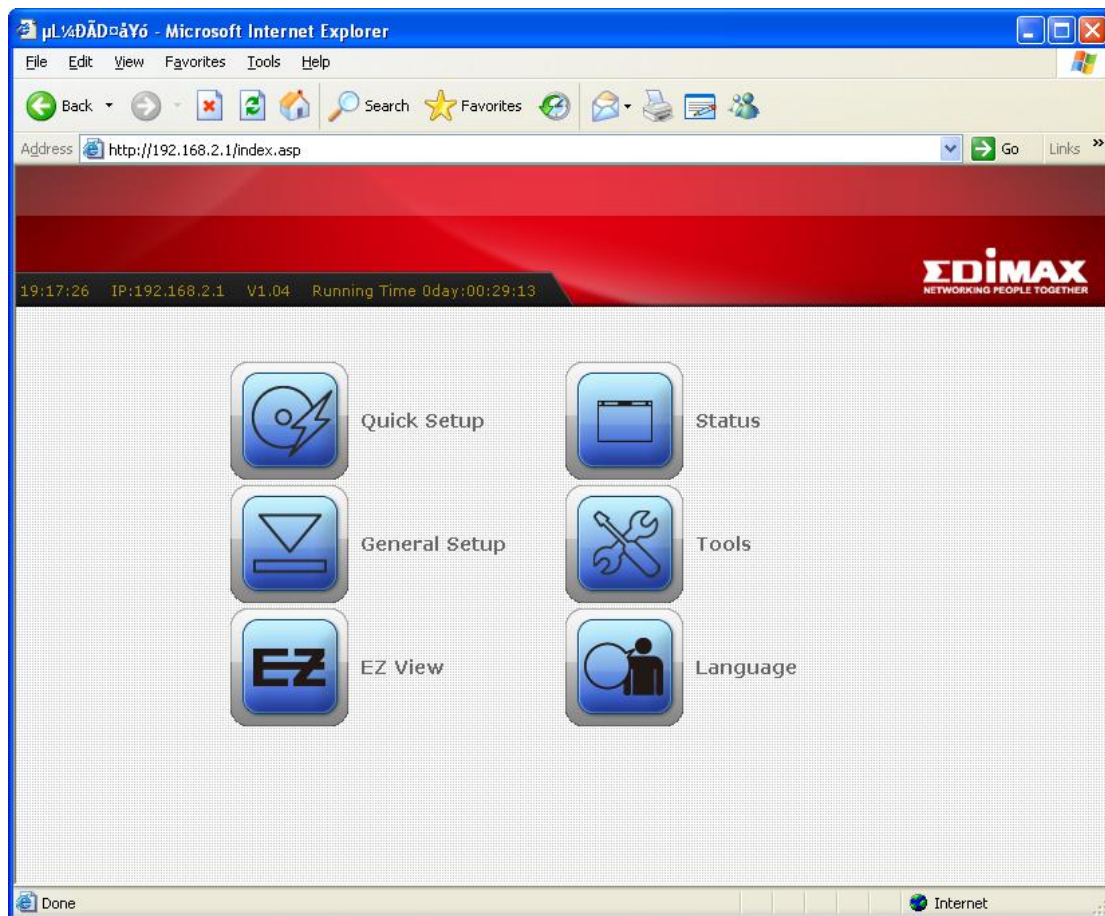 µL¼ÐÃD¤åYó - Microsoft Internet Explorer
File Edit View Favorites Tools Help
Back Search Favorites
Address http://192.168.2.1/index.asp Go Links »
EDIMAX
NETWORKING PEOPLE TOGETHER
19:17:26 IP:192.168.2.1 V1.04 Running Time 0day:00:29:13
Quick Setup Status
General Setup Tools
EZ EZ View Language
Done Internet